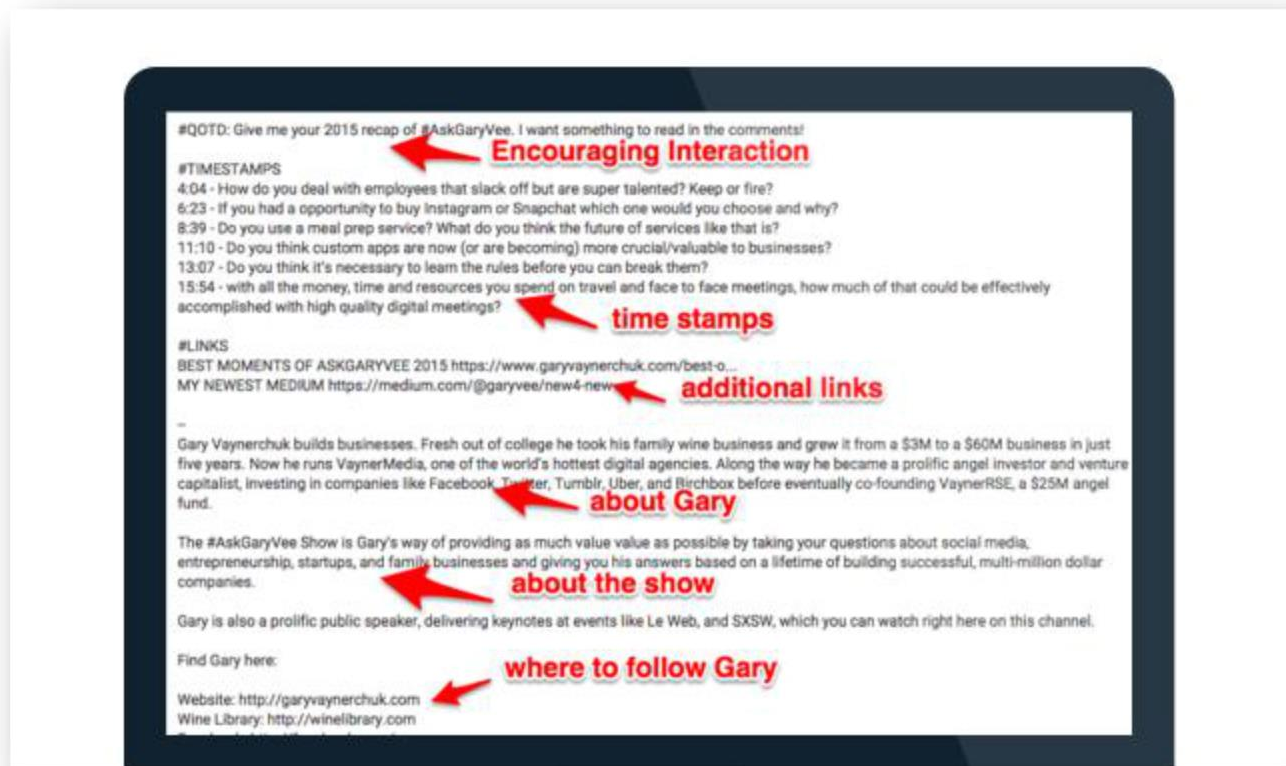 #QOTD: Give me your 2015 recap of #AskGaryVee. I want something to read in the comments!
Encouraging Interaction
#TIMESTAMPS
4:04 - How do you deal with employees that slack off but are super talented? Keep or fire?
6:23 - If you had a opportunity to buy Instagram or Snapchat which one would you choose and why?
8:39 - Do you use a meal prep service? What do you think the future of services like that is?
11:10 - Do you think custom apps are now (or are becoming) more crucial/valuable to businesses?
13:07 - Do you think it's necessary to learn the rules before you can break them?
15:54 - with all the money, time and resources you spend on travel and face to face meetings, how much of that could be effectively
accomplished with high quality digital meetings?
time stamps
#LINKS
BEST MOMENTS OF ASKGARYVEE 2015 https://www.garyvaynerchuk.com/best-o...
MY NEWEST MEDIUM https://medium.com/@garyvee/new4-new
additional links
–
Gary Vaynerchuk builds businesses. Fresh out of college he took his family wine business and grew it from a $3M to a $60M business in just
five years. Now he runs VaynerMedia, one of the world's hottest digital agencies. Along the way he became a prolific angel investor and venture
capitalist, investing in companies like Facebook, Twitter, Tumblr, Uber, and Birchbox before eventually co-founding VaynerRSE, a $25M angel
fund.
about Gary
The #AskGaryVee Show is Gary's way of providing as much value value as possible by taking your questions about social media,
entrepreneurship, startups, and family businesses and giving you his answers based on a lifetime of building successful, multi-million dollar
companies.
about the show
Gary is also a prolific public speaker, delivering keynotes at events like Le Web, and SXSW, which you can watch right here on this channel.
Find Gary here:
where to follow Gary
Website: http://garyvaynerchuk.com
Wine Library: http://winelibrary.com